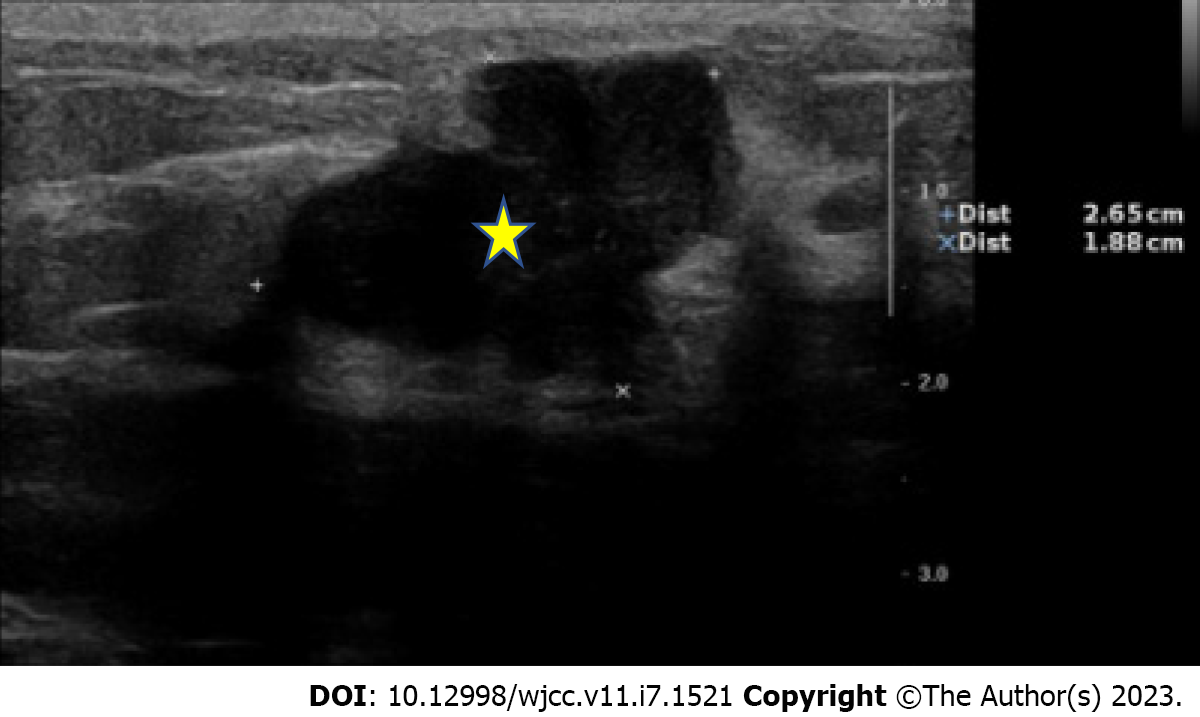 1.0
+Dist 2.65cm
×Dist 1.88cm
2.0
3.0
DOI: 10.12998/wjcc.v11.i7.1521 Copyright ©The Author(s) 2023.